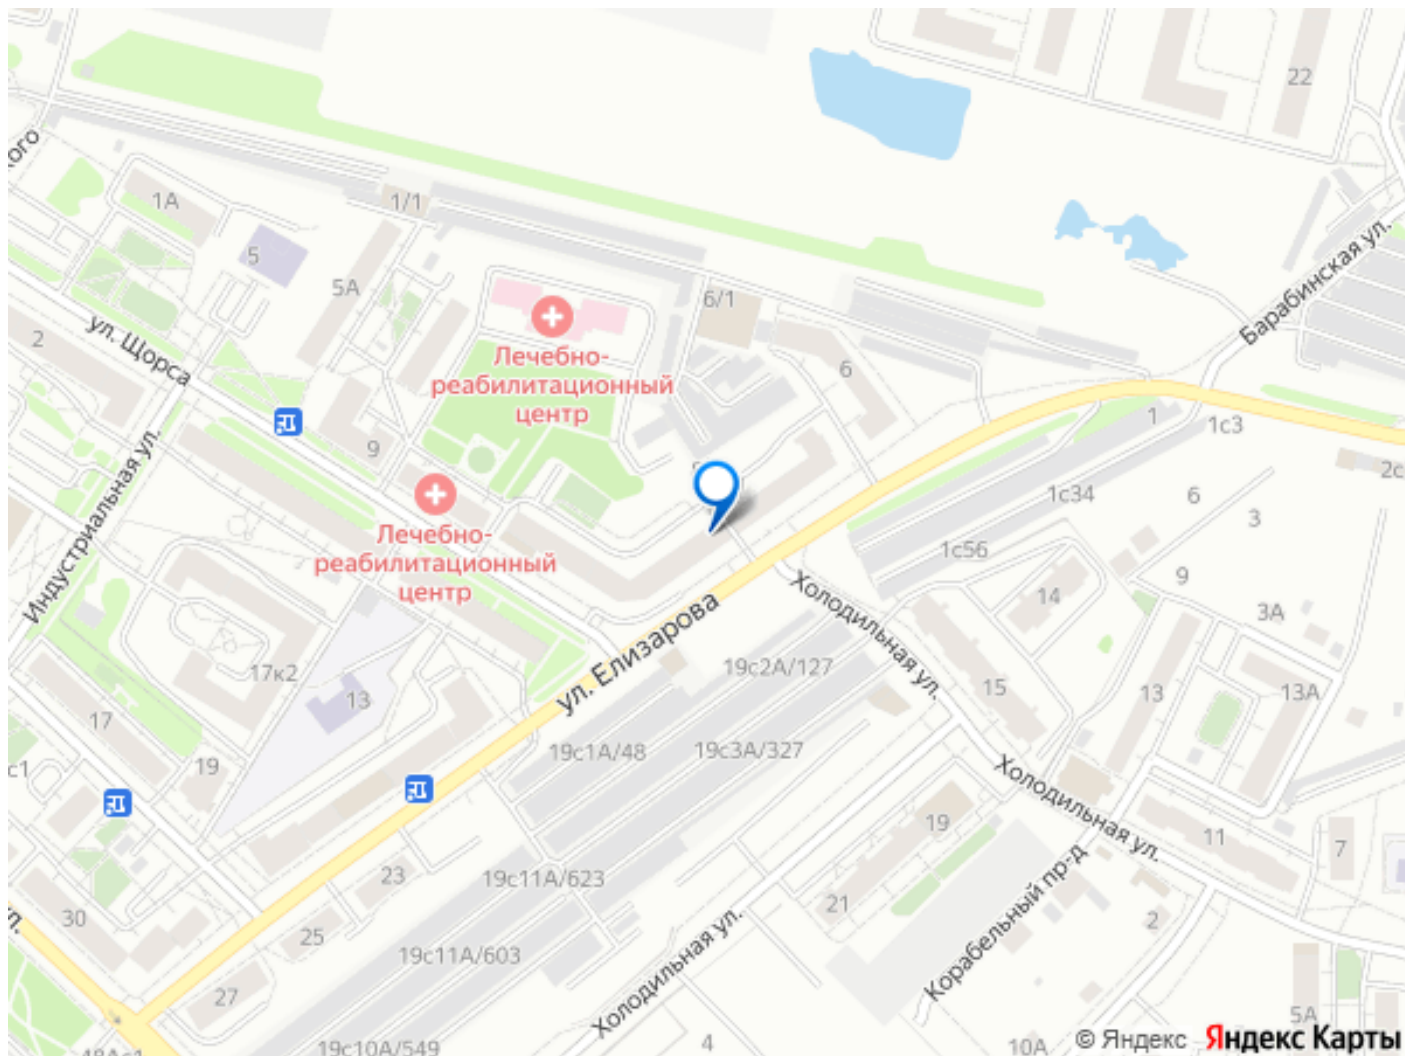 22
кого
1А
1/1
5
5А
6/1
Барабинская ул.
Лечебно-
реабилитационный
центр
ул. Щорса
2
6
1
1с3
9
2с
Лечебно-
реабилитационный
центр
Индустриальная ул.
1с34
6
3
1с56
9
14
3А
Холодильная ул.
ул. Елизарова
19с2А/127
17к2
13
15
13
13А
17
19с1А/48
19с3А/327
с1
19
Холодильная ул.
19
11
7
23
19с11А/623
21
30
25
19с11А/603
Холодильная ул.
Корабельный пр-д
2
ул.
27
5А
48Ас1
19с10А/549
4
10А
© Яндекс Яндекс Карты